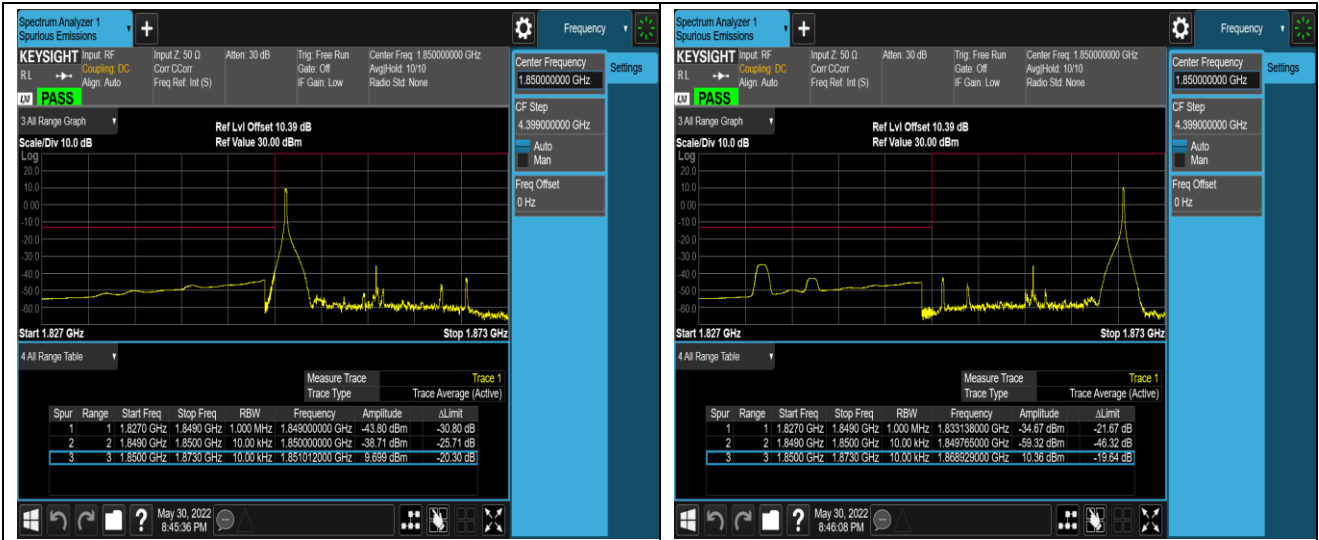 Spectrum Analyzer 1
Spurious Emissions
+
Frequency
KEYSIGHT Input: RF Input Z: 50 Ω Atten: 30 dB Trig: Free Run Center Freq: 1.850000000 GHz
Coupling: DC Corr CCorr Gate: Off Avg|Hold: 10/10
R L Align: Auto Freq Ref: Int (S) IF Gain: Low Radio Std: None
LXI PASS
Center Frequency
1.850000000 GHz
Settings
CF Step
4.399000000 GHz
Auto
Man
Freq Offset
0 Hz
3 All Range Graph
Ref Lvl Offset 10.39 dB
Scale/Div 10.0 dB Ref Value 30.00 dBm
Log
20.0
10.0
0.00
-10.0
-20.0
-30.0
-40.0
-50.0
-60.0
Start 1.827 GHz Stop 1.873 GHz
4 All Range Table
Measure Trace Trace 1
Trace Type Trace Average (Active)
Spur Range Start Freq Stop Freq RBW Frequency Amplitude ΔLimit
1 1 1.8270 GHz 1.8490 GHz 1.000 MHz 1.849000000 GHz -43.80 dBm -30.80 dB
2 2 1.8490 GHz 1.8500 GHz 10.00 kHz 1.850000000 GHz -38.71 dBm -25.71 dB
3 3 1.8500 GHz 1.8730 GHz 10.00 kHz 1.851012000 GHz 9.699 dBm -20.30 dB
?
May 30, 2022
8:45:36 PM
Spectrum Analyzer 1
Spurious Emissions
+
Frequency
KEYSIGHT Input: RF Input Z: 50 Ω Atten: 30 dB Trig: Free Run Center Freq: 1.850000000 GHz
Coupling: DC Corr CCorr Gate: Off Avg|Hold: 10/10
R L Align: Auto Freq Ref: Int (S) IF Gain: Low Radio Std: None
LXI PASS
Center Frequency
1.850000000 GHz
Settings
CF Step
4.399000000 GHz
Auto
Man
Freq Offset
0 Hz
3 All Range Graph
Ref Lvl Offset 10.39 dB
Scale/Div 10.0 dB Ref Value 30.00 dBm
Log
20.0
10.0
0.00
-10.0
-20.0
-30.0
-40.0
-50.0
-60.0
Start 1.827 GHz Stop 1.873 GHz
4 All Range Table
Measure Trace Trace 1
Trace Type Trace Average (Active)
Spur Range Start Freq Stop Freq RBW Frequency Amplitude ΔLimit
1 1 1.8270 GHz 1.8490 GHz 1.000 MHz 1.833138000 GHz -34.67 dBm -21.67 dB
2 2 1.8490 GHz 1.8500 GHz 10.00 kHz 1.849765000 GHz -59.32 dBm -46.32 dB
3 3 1.8500 GHz 1.8730 GHz 10.00 kHz 1.868929000 GHz 10.36 dBm -19.64 dB
?
May 30, 2022
8:46:08 PM